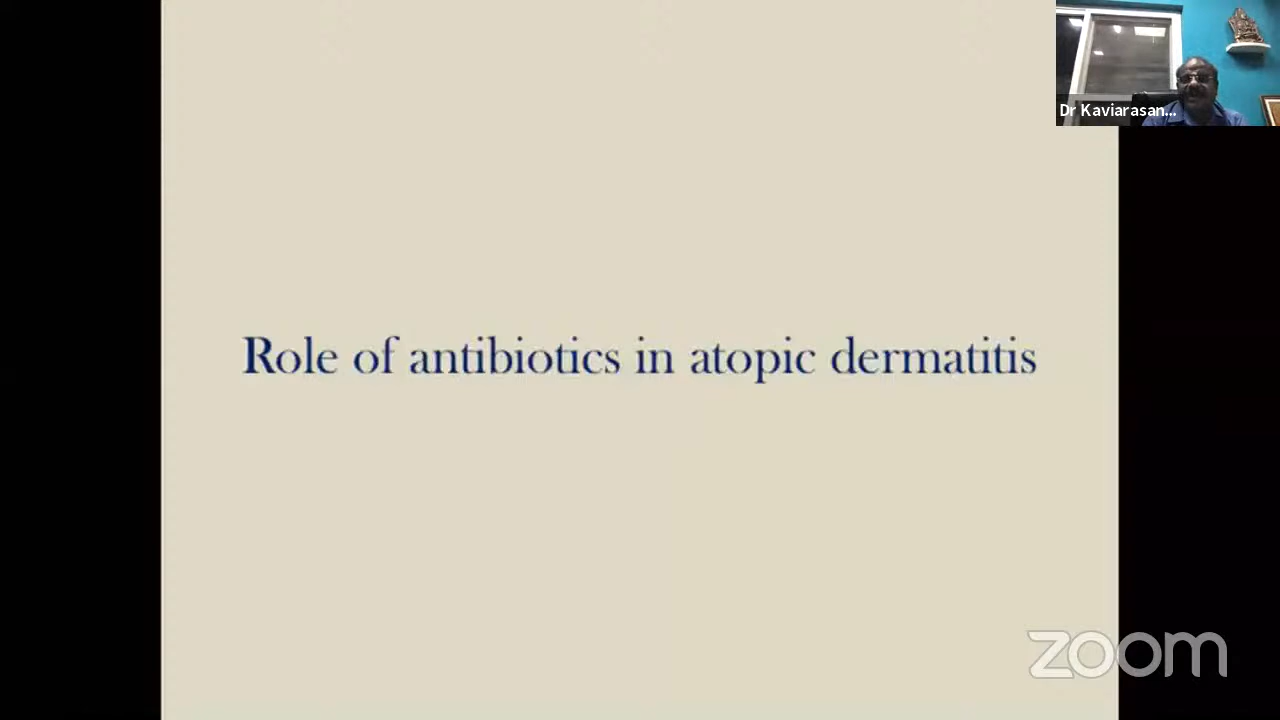 Dr Kaviarasan...
Role of antibiotics in atopic dermatitis
zoom